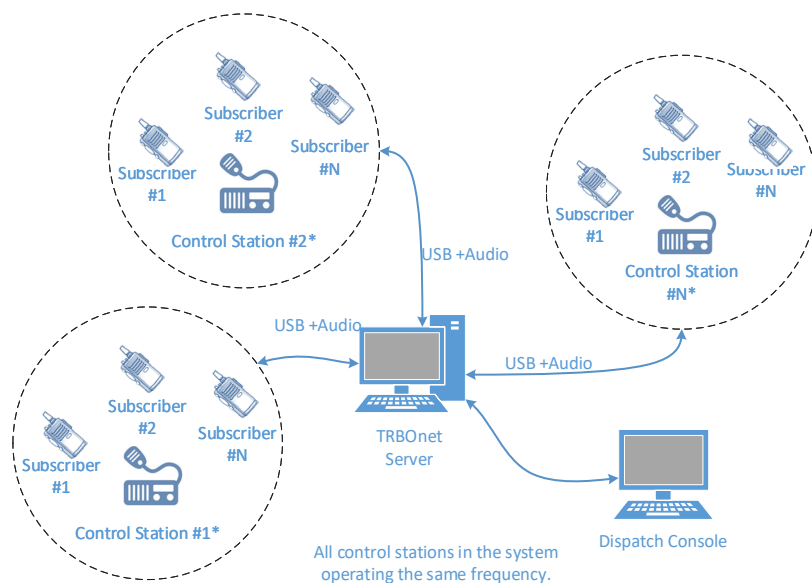 Subscriber
#2
Subscriber
#1
Subscriber
#N
Control Station #2*
Subscriber
#2
Subscriber
#N
Subscriber
#1
Control Station
#N*
USB +Audio
USB +Audio
USB +Audio
Subscriber
#2
Subscriber
#N
Subscriber
#1
Control Station #1*
TRBOnet
Server
Dispatch Console
All control stations in the system
operating the same frequency.